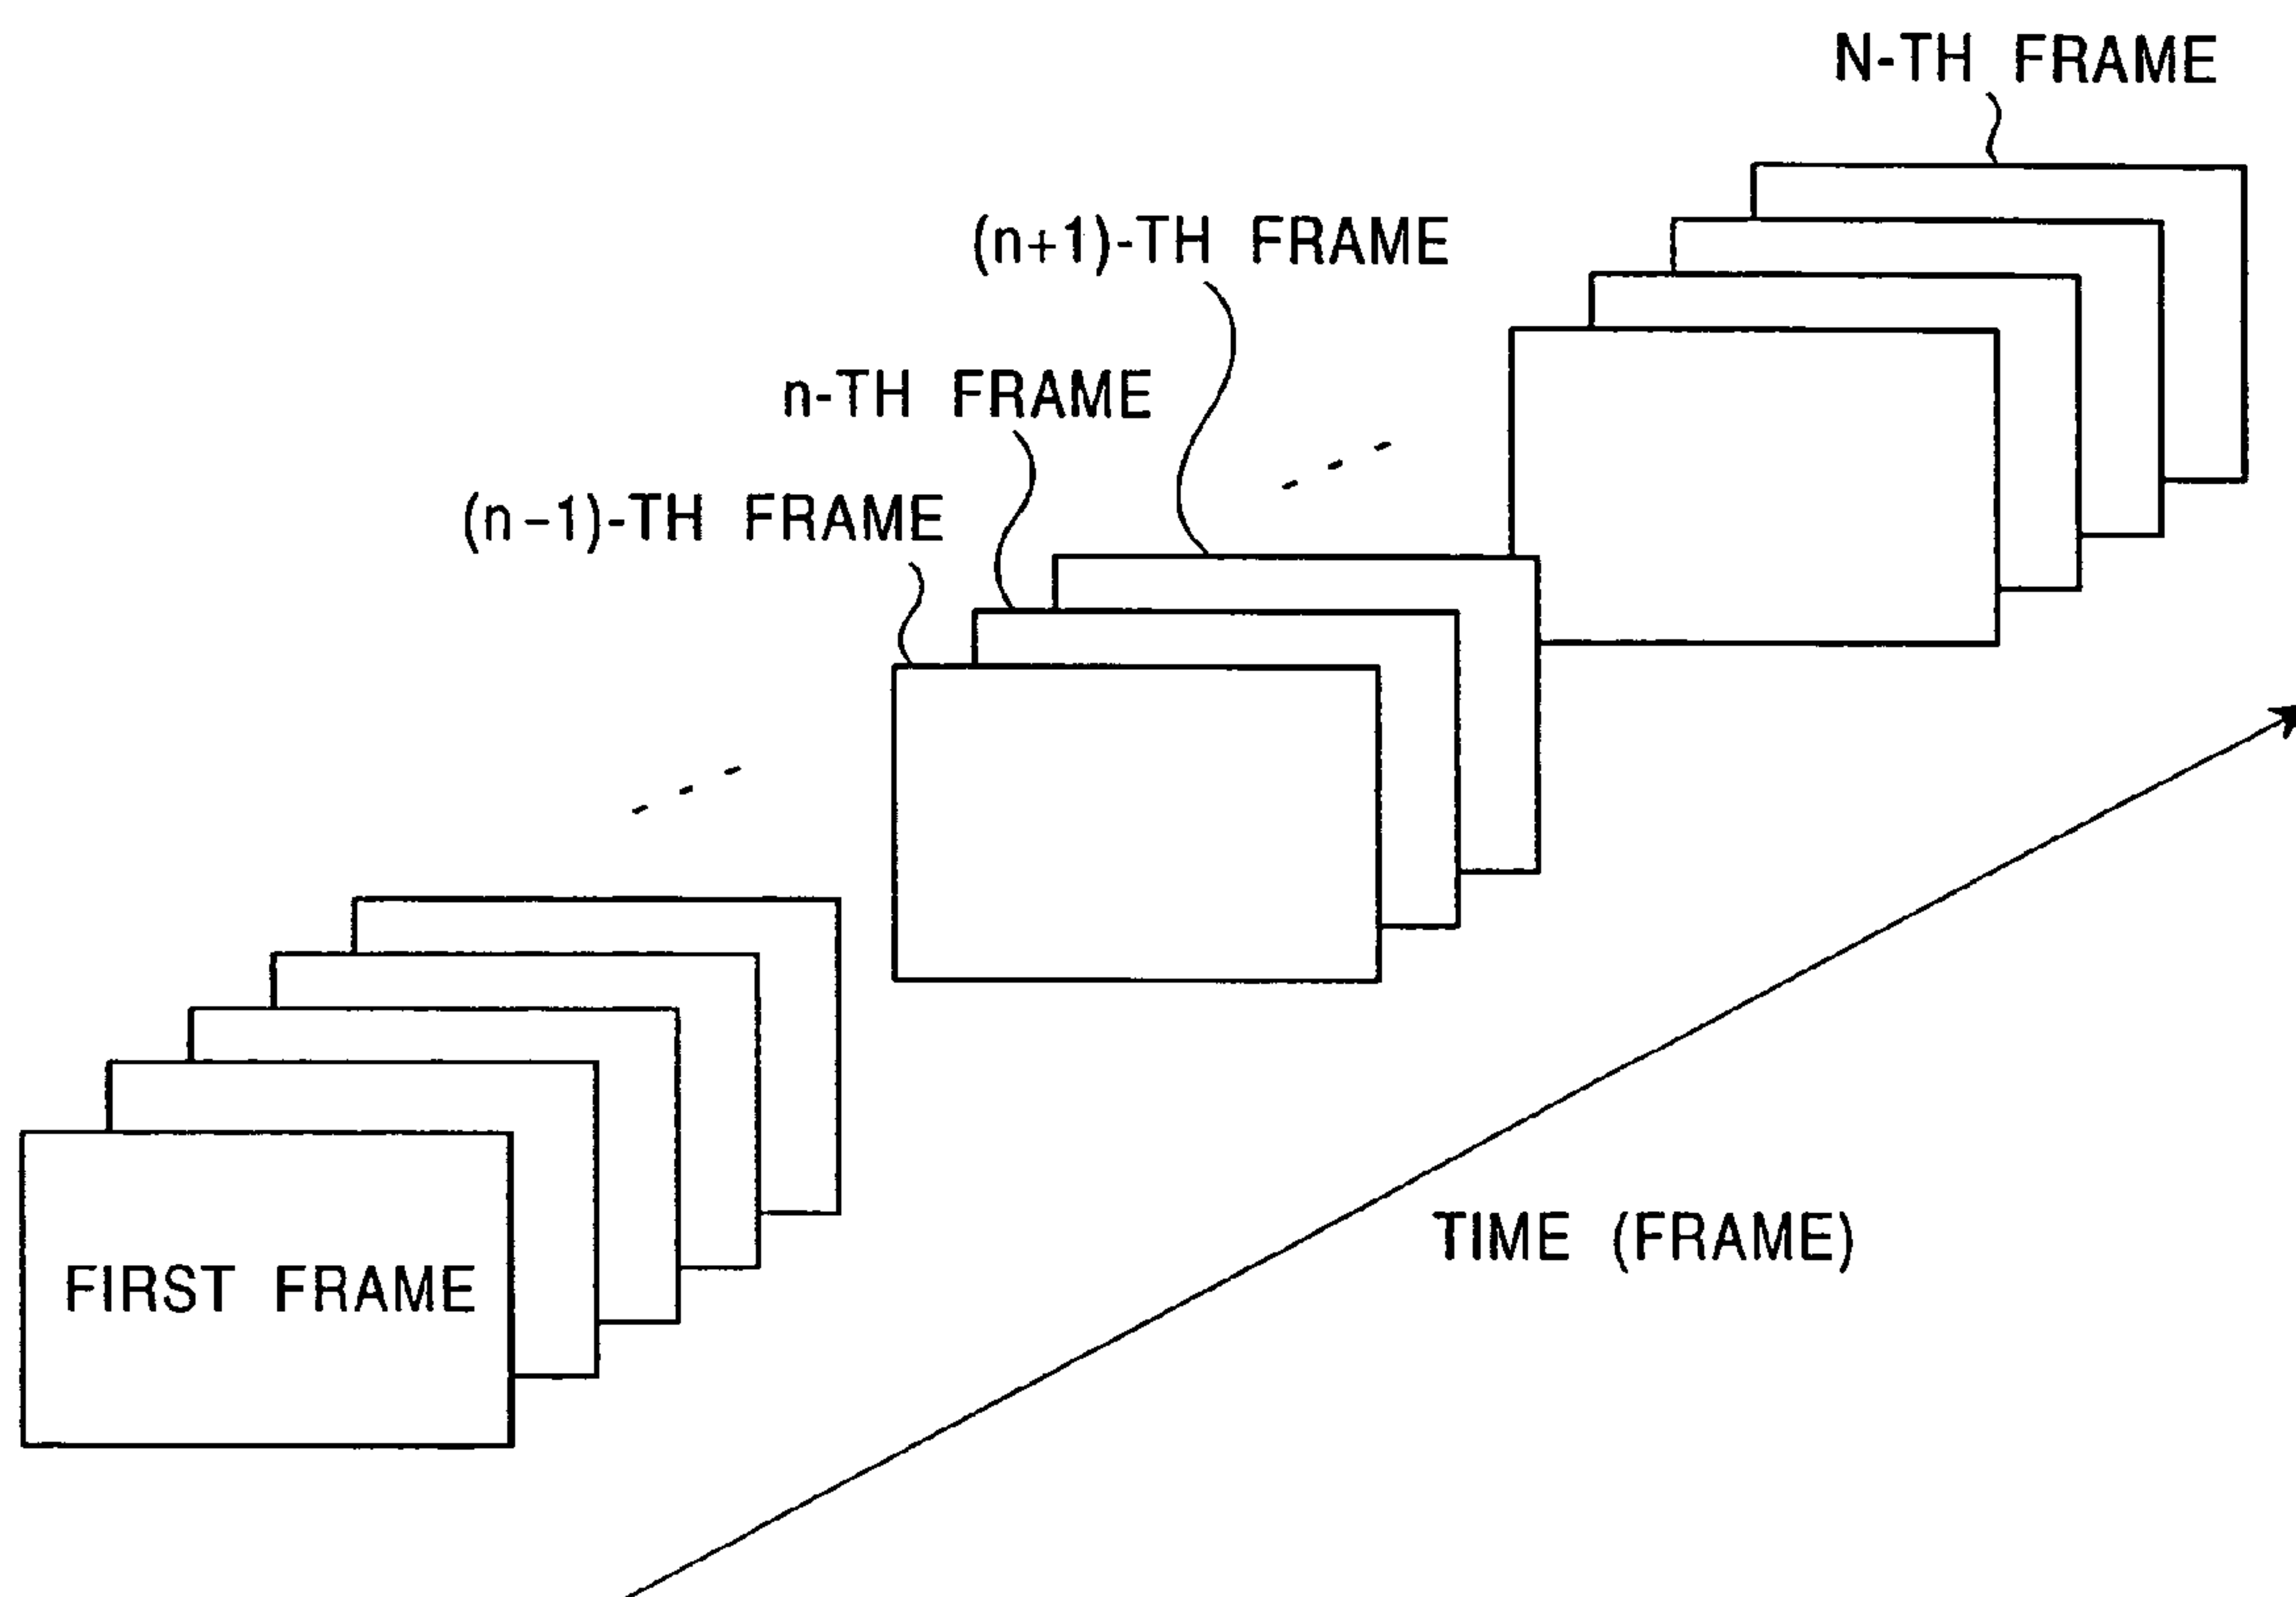 N-TH FRAME
(n+1)-TH FRAME
n-TH FRAME
(n-1)-TH FRAME
TIME (FRAME)
FIRST FRAME